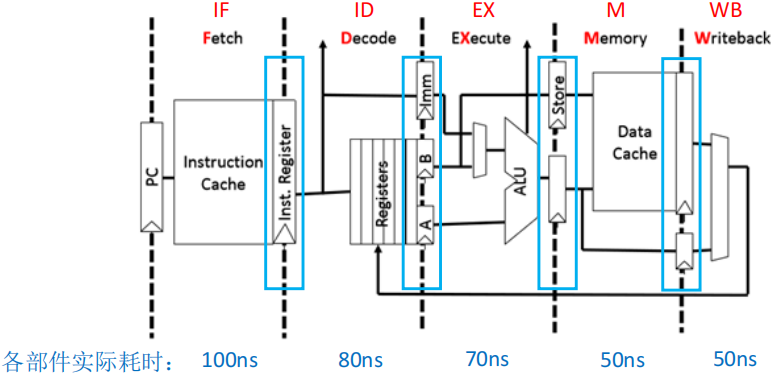 IF ID EX M WB
Fetch Decode EXecute Memory Writeback
PC
Instruction
Cache
Inst. Register
Registers
Imm
B
A
ALU
Store
Data
Cache
各部件实际耗时： 100ns 80ns 70ns 50ns 50ns